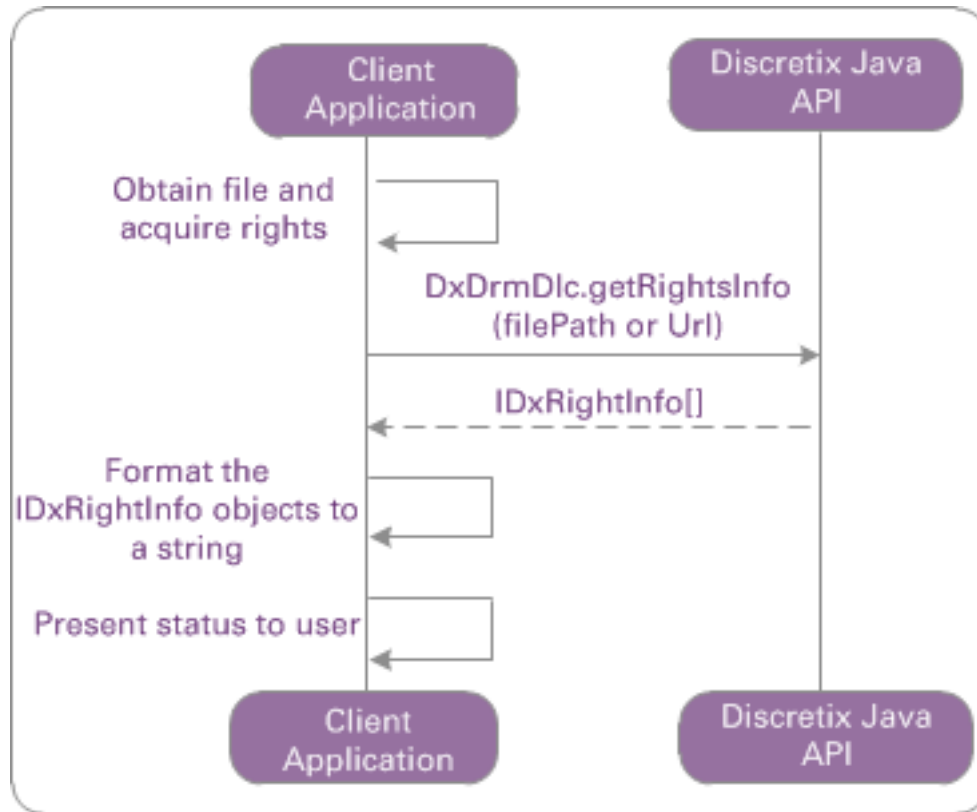 Client
Application
Discretix Java
API
Obtain file and
acquire rights
DxDrmDlc.getRightsInfo
(filePath or Url)
IDxRightInfo[]
Format the
IDxRightInfo objects to
a string
Present status to user
Client
Application
Discretix Java
API